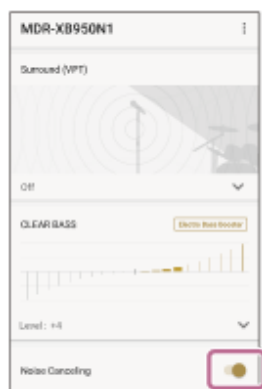 MDR-XB950N1
Surround (VPT)
Off
CLEAR BASS
Electro Bass Booster
Level: +4
Noise Canceling